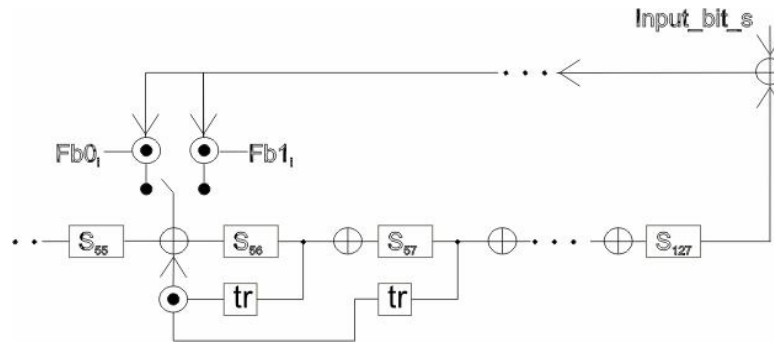 Input_bit_s
Fb0ᵢ Fb1ᵢ
S₅₅ S₅₆ S₅₇ S₁₂₇
tr tr